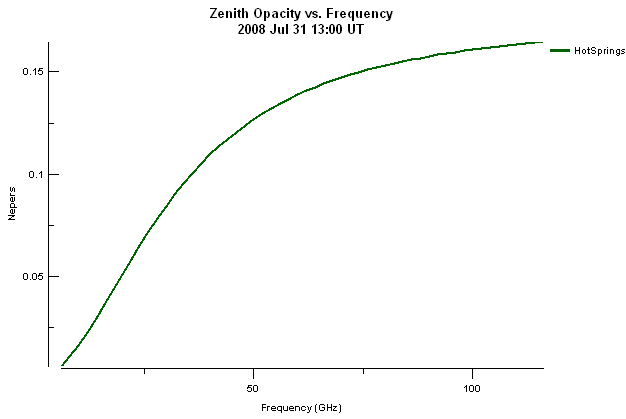 Zenith Opacity vs. Frequency
2008 Jul 31 13:00 UT
HotSprings
0.15
0.1
0.05
Nepers
50
100
Frequency (GHz)